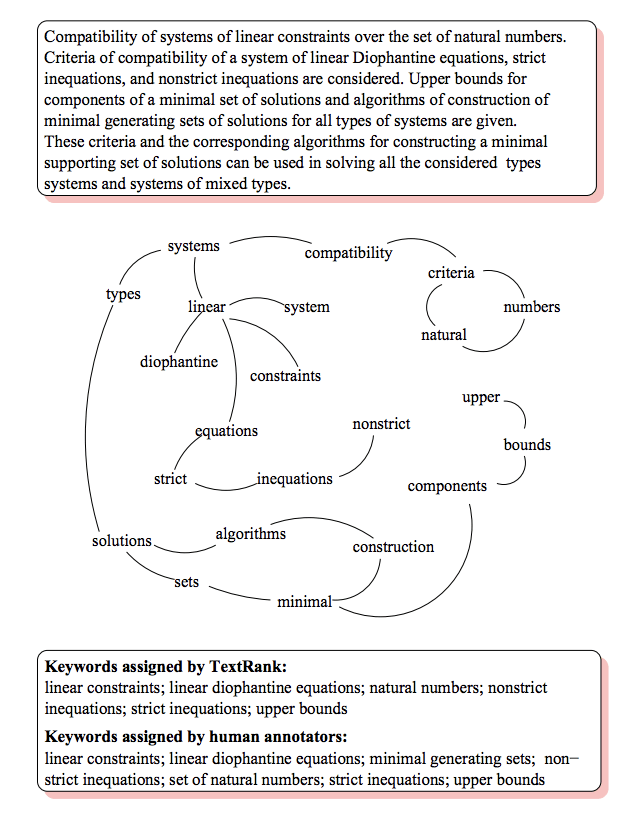 Compatibility of systems of linear constraints over the set of natural numbers.
Criteria of compatibility of a system of linear Diophantine equations, strict
inequations, and nonstrict inequations are considered. Upper bounds for
components of a minimal set of solutions and algorithms of construction of
minimal generating sets of solutions for all types of systems are given.
These criteria and the corresponding algorithms for constructing a minimal
supporting set of solutions can be used in solving all the considered types
systems and systems of mixed types.
systems
compatibility
criteria
types
linear
system
numbers
natural
diophantine
constraints
upper
nonstrict
equations
bounds
strict
inequations
components
algorithms
solutions
construction
sets
minimal
Keywords assigned by TextRank:
linear constraints; linear diophantine equations; natural numbers; nonstrict
inequations; strict inequations; upper bounds
Keywords assigned by human annotators:
linear constraints; linear diophantine equations; minimal generating sets; non−
strict inequations; set of natural numbers; strict inequations; upper bounds